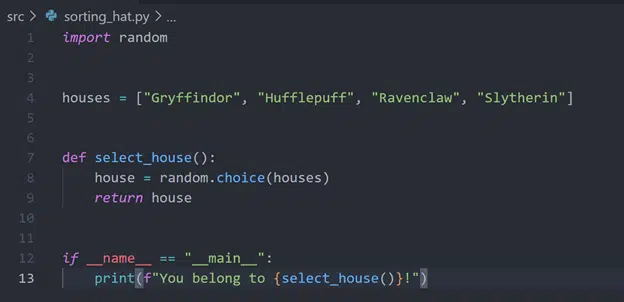 src > sorting_hat.py > ...
1 import random
2
3
4 houses = ["Gryffindor", "Hufflepuff", "Ravenclaw", "Slytherin"]
5
6
7 def select_house():
8     house = random.choice(houses)
9     return house
10
11
12 if __name__ == "__main__":
13     print(f"You belong to {select_house()}!")